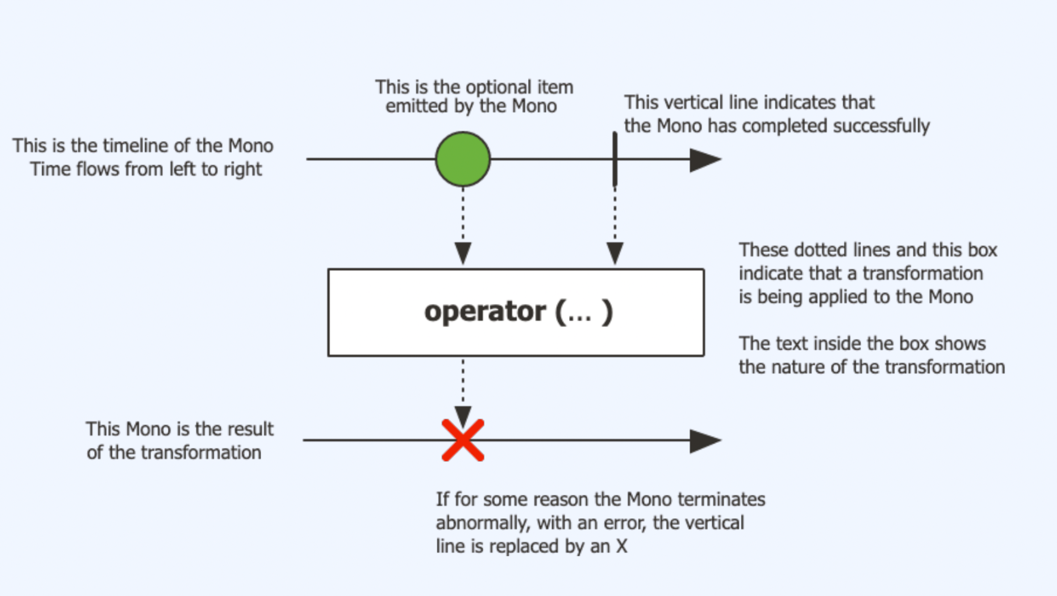 This is the optional item
emitted by the Mono
This vertical line indicates that
the Mono has completed successfully
This is the timeline of the Mono
Time flows from left to right
These dotted lines and this box
indicate that a transformation
is being applied to the Mono
operator (... )
The text inside the box shows
the nature of the transformation
This Mono is the result
of the transformation
If for some reason the Mono terminates
abnormally, with an error, the vertical
line is replaced by an X